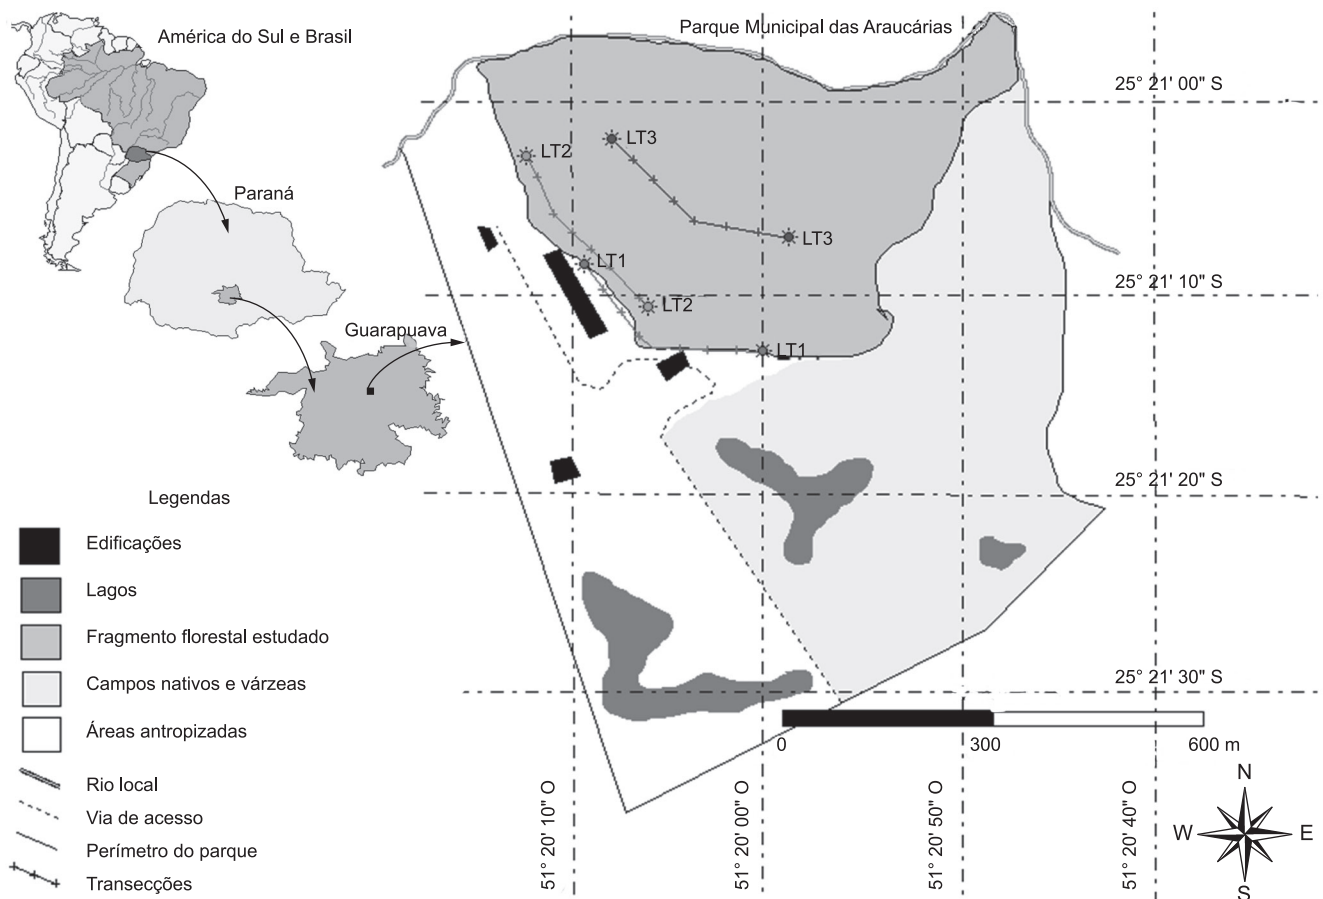 América do Sul e Brasil
Parque Municipal das Araucárias
25° 21' 00" S
LT2
LT3
Paraná
LT3
LT1
25° 21' 10" S
LT2
Guarapuava
LT1
25° 21' 20" S
Legendas
Edificações
Lagos
Fragmento florestal estudado
Campos nativos e várzeas
25° 21' 30" S
Áreas antropizadas
0
300
600 m
Rio local
Via de acesso
Perímetro do parque
Transecções
51° 20' 10" O
51° 20' 00" O
51° 20' 50" O
51° 20' 40" O
N
W
E
S